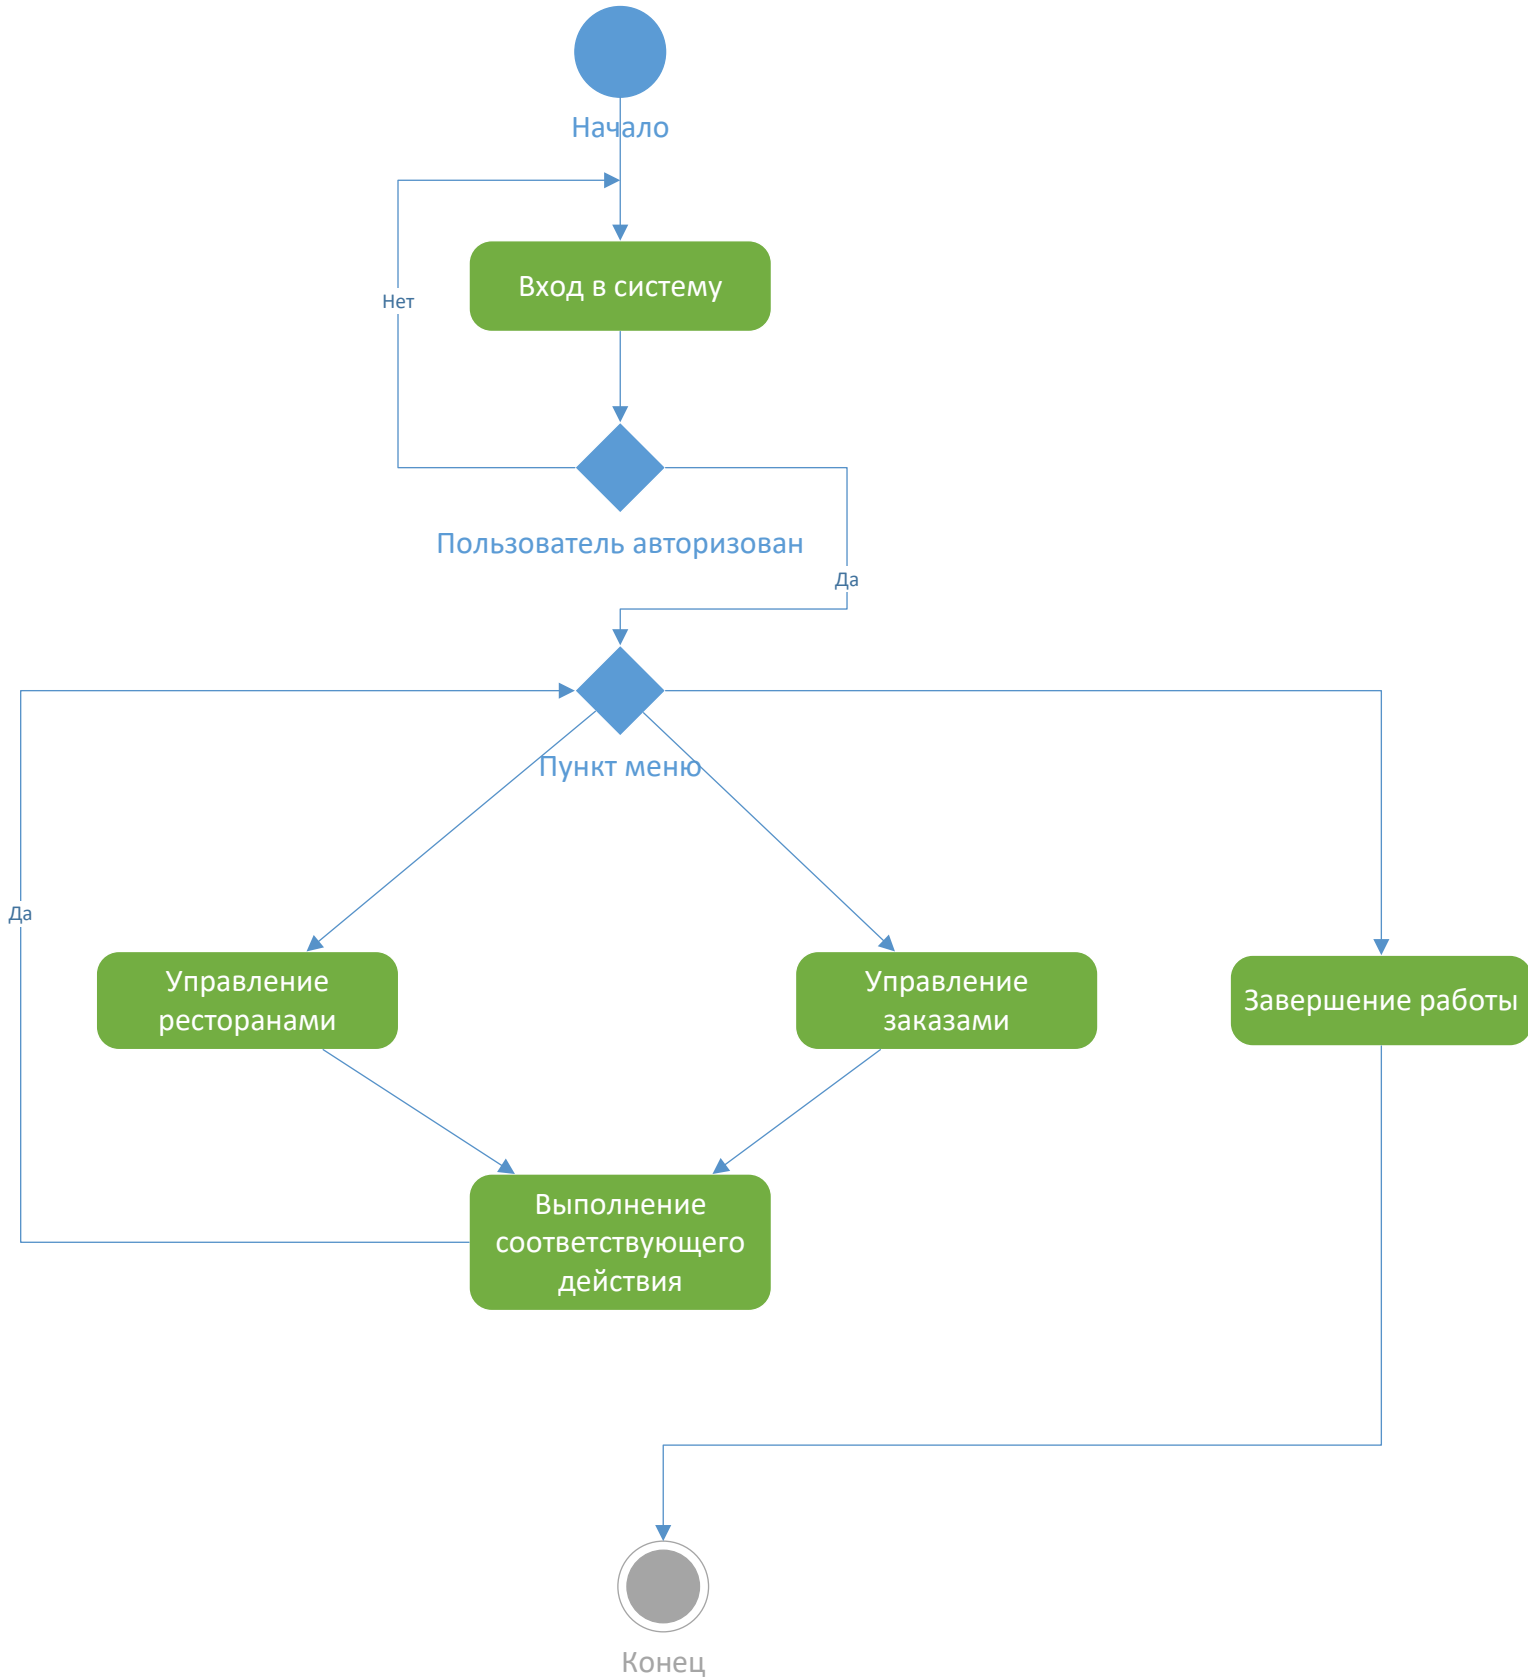 Начало
Вход в систему
Нет
Пользователь авторизован
Да
Пункт меню
Да
Управление
ресторанами
Управление
заказами
Завершение работы
Выполнение
соответствующего
действия
Конец